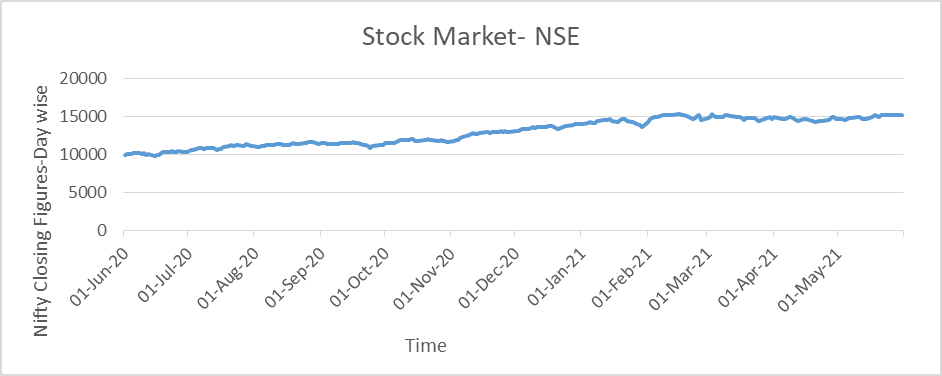 Stock Market- NSE
Nifty Closing Figures-Day wise
20000
15000
10000
5000
0
01-Jun-20
01-Jul-20
01-Aug-20
01-Sep-20
01-Oct-20
01-Nov-20
01-Dec-20
01-Jan-21
01-Feb-21
01-Mar-21
01-Apr-21
01-May-21
Time